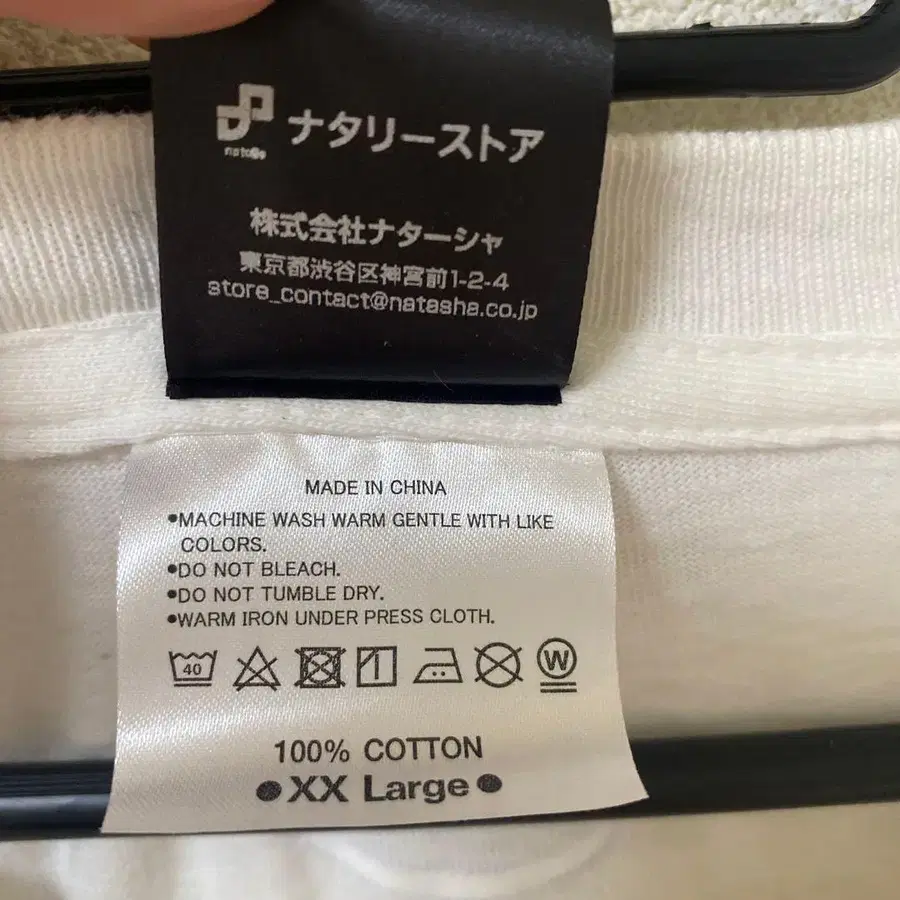 natalie
ナタリーストア
株式会社ナターシャ
東京都渋谷区神宮前1-2-4
store_contact@natasha.co.jp
MADE IN CHINA
●MACHINE WASH WARM GENTLE WITH LIKE
COLORS.
●DO NOT BLEACH.
●DO NOT TUMBLE DRY.
●WARM IRON UNDER PRESS CLOTH.
40
W
100% COTTON
●XX Large●